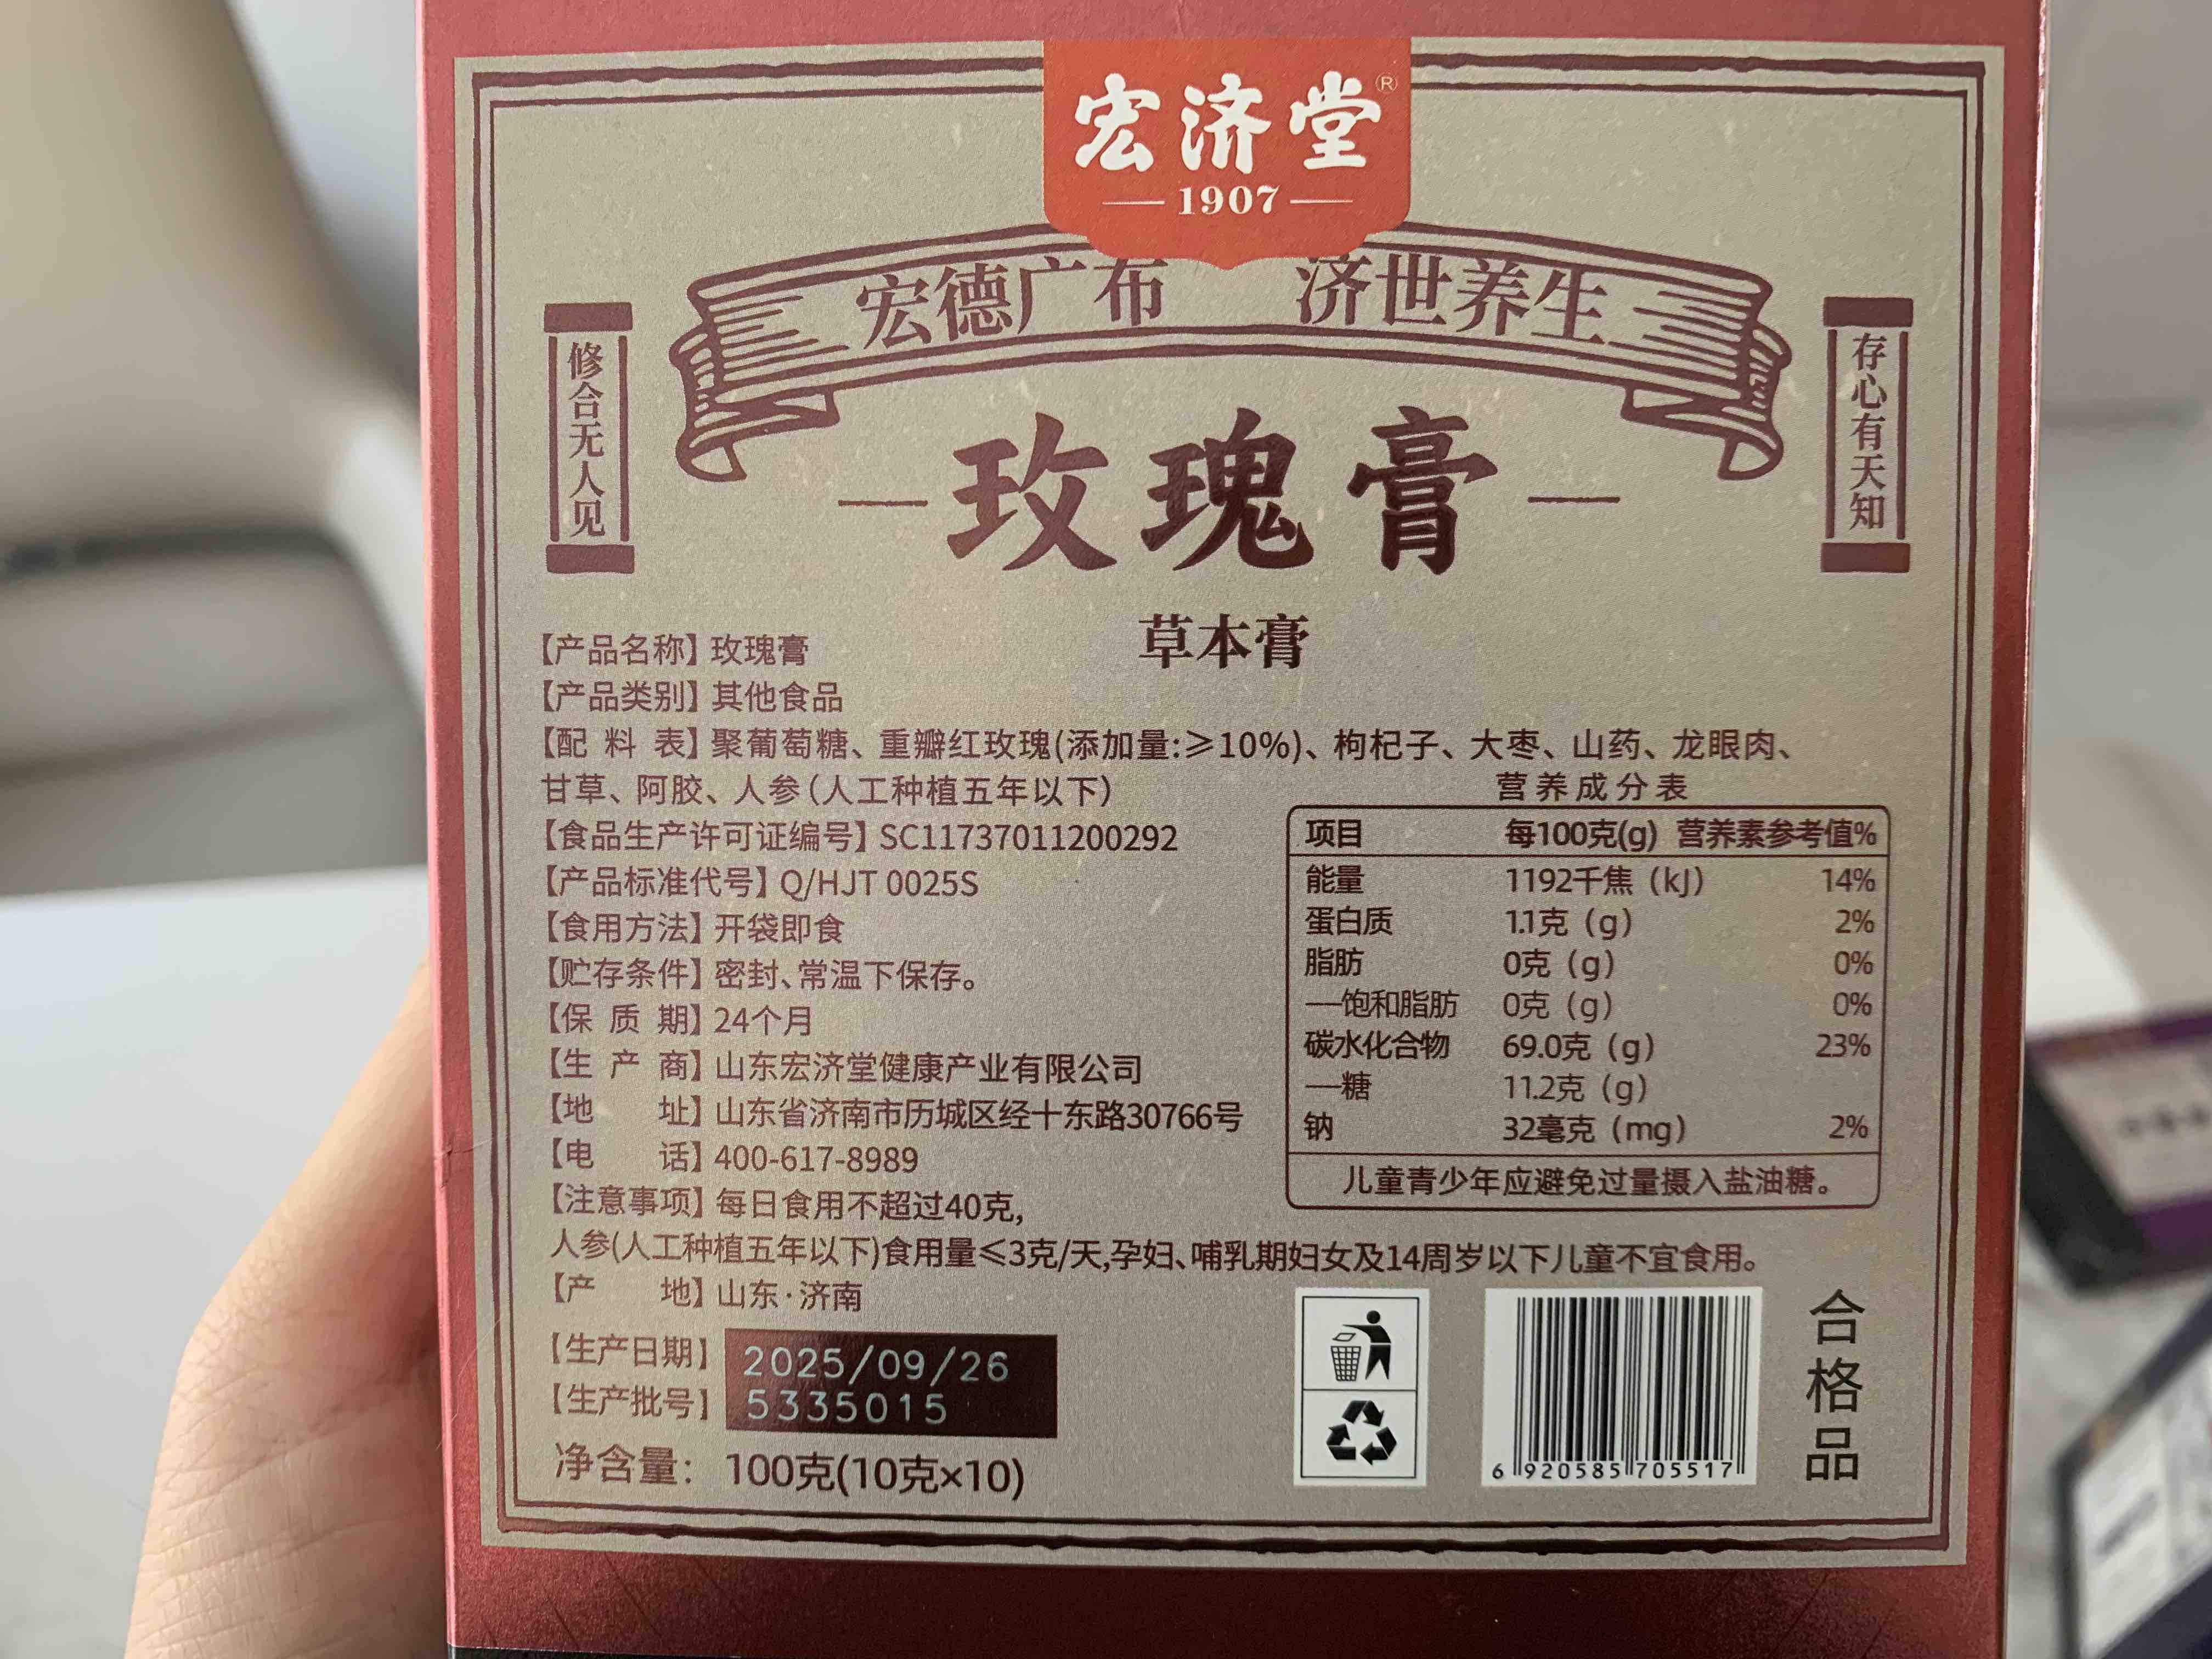 宏济堂®
1907
宏德广布 济世养生
修合无人见
存心有天知
玫瑰膏
草本膏
【产品名称】玫瑰膏
【产品类别】其他食品
【配料表】聚葡萄糖、重瓣红玫瑰(添加量:≥10%)、枸杞子、大枣、山药、龙眼肉、
甘草、阿胶、人参(人工种植五年以下)
【食品生产许可证编号】SC11737011200292
【产品标准代号】Q/HJT 0025S
【食用方法】开袋即食
【贮存条件】密封、常温下保存。
【保质期】24个月
【生产商】山东宏济堂健康产业有限公司
【地址】山东省济南市历城区经十东路30766号
【电话】400-617-8989
【注意事项】每日食用不超过40克,
人参(人工种植五年以下)食用量≤3克/天,孕妇、哺乳期妇女及14周岁以下儿童不宜食用。
【产地】山东·济南
【生产日期】2025/09/26
【生产批号】5335015
净含量: 100克(10克×10)
营养成分表
项目 每100克(g) 营养素参考值%
能量 1192千焦(kJ) 14%
蛋白质 1.1克(g) 2%
脂肪 0克(g) 0%
—饱和脂肪 0克(g) 0%
碳水化合物 69.0克(g) 23%
—糖 11.2克(g)
钠 32毫克(mg) 2%
儿童青少年应避免过量摄入盐油糖。
6 920585 705517
合格品